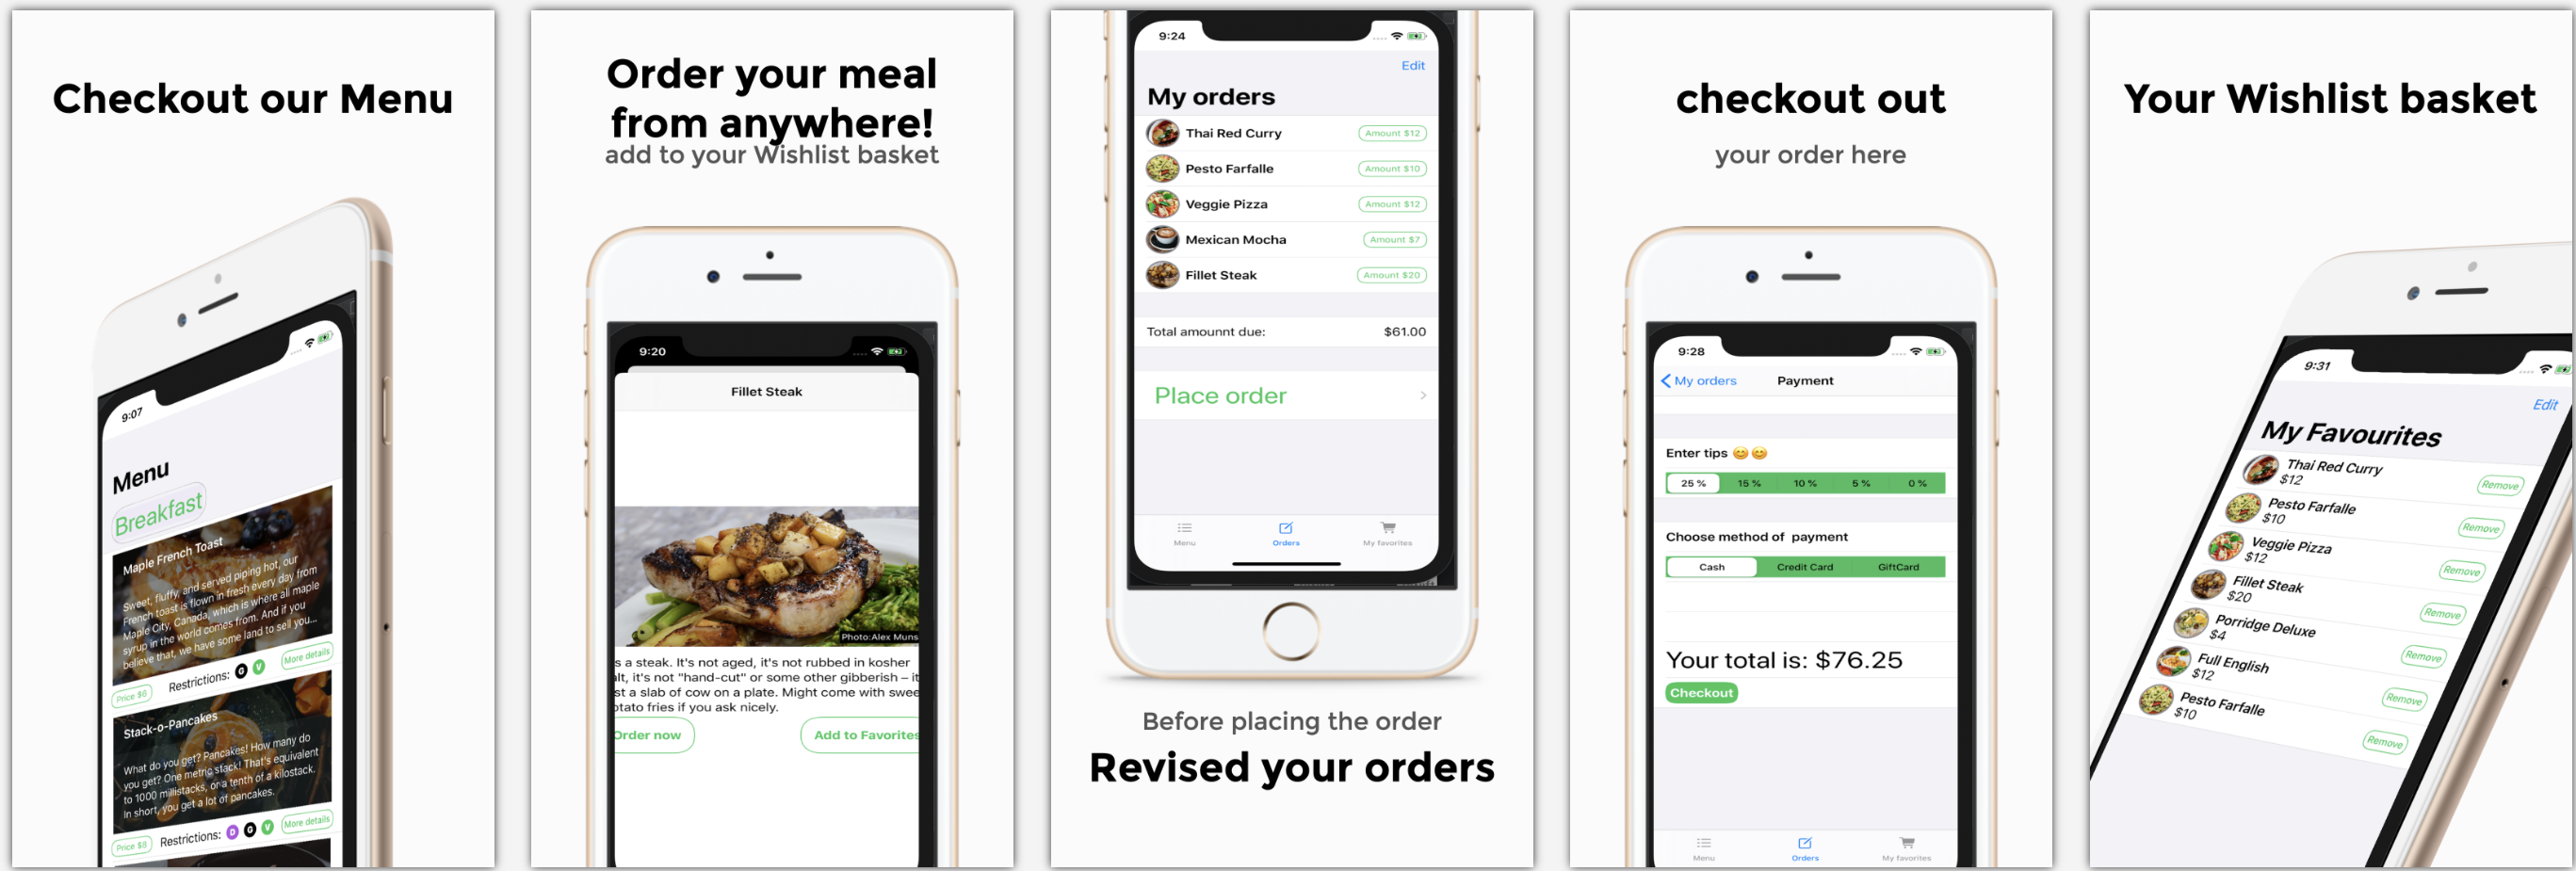 Checkout our Menu
9:07
Menu
Breakfast
Maple French Toast
Sweet, fluffy, and served piping hot, our
French toast is flown in fresh every day from
Maple City, Canada, which is where all maple
syrup in the world comes from. And if you
believe that, we have some land to sell you...
Price $6 Restrictions: G V More details
Stack-o-Pancakes
What do you get? Pancakes! How many do
you get? One metric stack! That's equivalent
to 1000 millistacks, or a tenth of a kilostack.
In short, you get a lot of pancakes.
Price $8 Restrictions: D G V More details
Order your meal
from anywhere!
add to your Wishlist basket
9:20
Fillet Steak
Photo:Alex Muns
s a steak. It's not aged, it's not rubbed in kosher
alt, it's not "hand-cut" or some other gibberish – it
st a slab of cow on a plate. Might come with swee
otato fries if you ask nicely.
Order now Add to Favorites
9:24
Edit
My orders
Thai Red Curry Amount $12
Pesto Farfalle Amount $10
Veggie Pizza Amount $12
Mexican Mocha Amount $7
Fillet Steak Amount $20
Total amounnt due: $61.00
Place order
Menu Orders My favorites
Before placing the order
Revised your orders
checkout out
your order here
9:28
My orders Payment
Enter tips 😊😊
25 % 15 % 10 % 5 % 0 %
Choose method of payment
Cash Credit Card GiftCard
Your total is: $76.25
Checkout
Menu Orders My favorites
Your Wishlist basket
9:31
Edit
My Favourites
Thai Red Curry
$12
Remove
Pesto Farfalle
$10
Remove
Veggie Pizza
$12
Remove
Fillet Steak
$20
Remove
Porridge Deluxe
$4
Remove
Full English
$12
Remove
Pesto Farfalle
$10
Remove